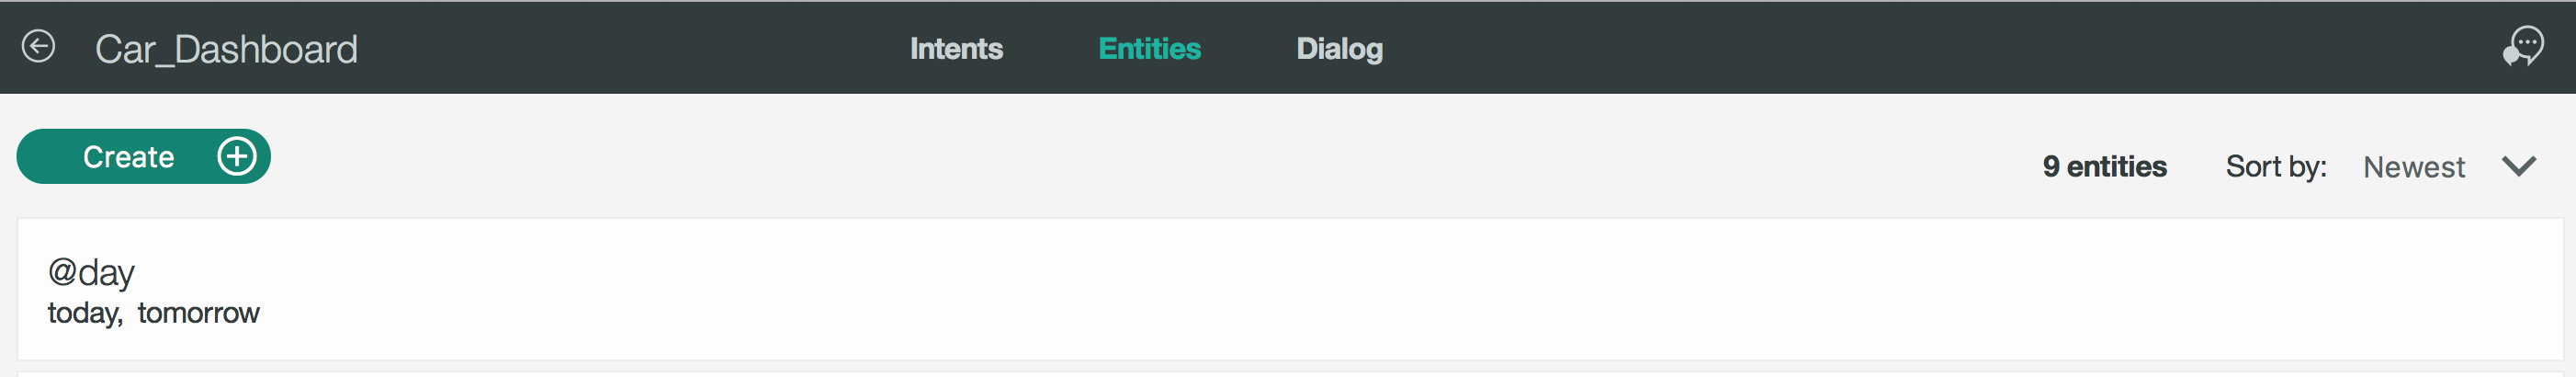 Car_Dashboard Intents Entities Dialog
Create 9 entities Sort by: Newest
@day
today, tomorrow